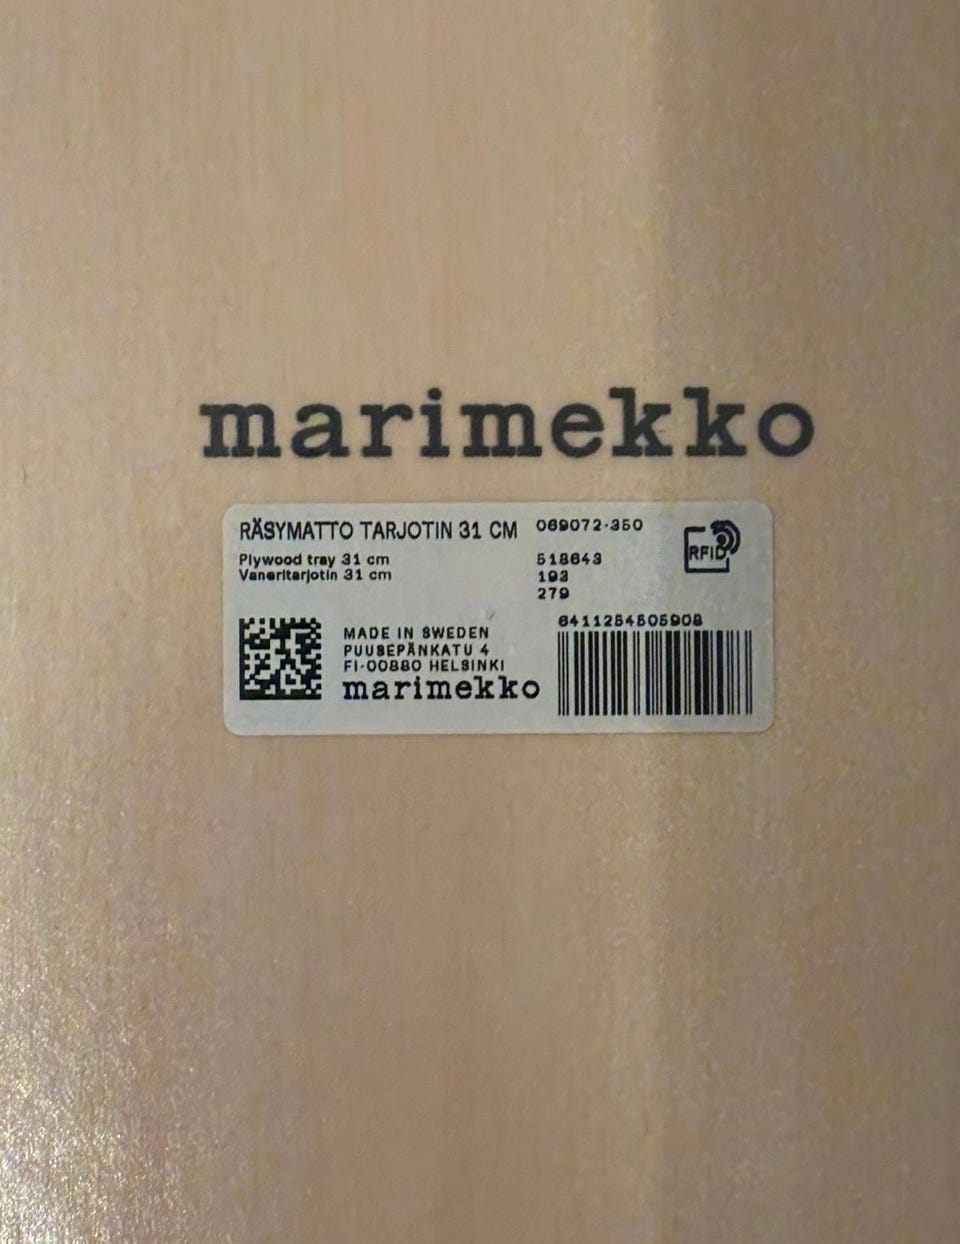 marimekko
RÄSYMATTO TARJOTIN 31 CM
069072-350
Plywood tray 31 cm
Vaneritarjotin 31 cm
518643
193
279
RFID
MADE IN SWEDEN
PUUSEPÄNKATU 4
FI-00880 HELSINKI
marimekko
6411254505908